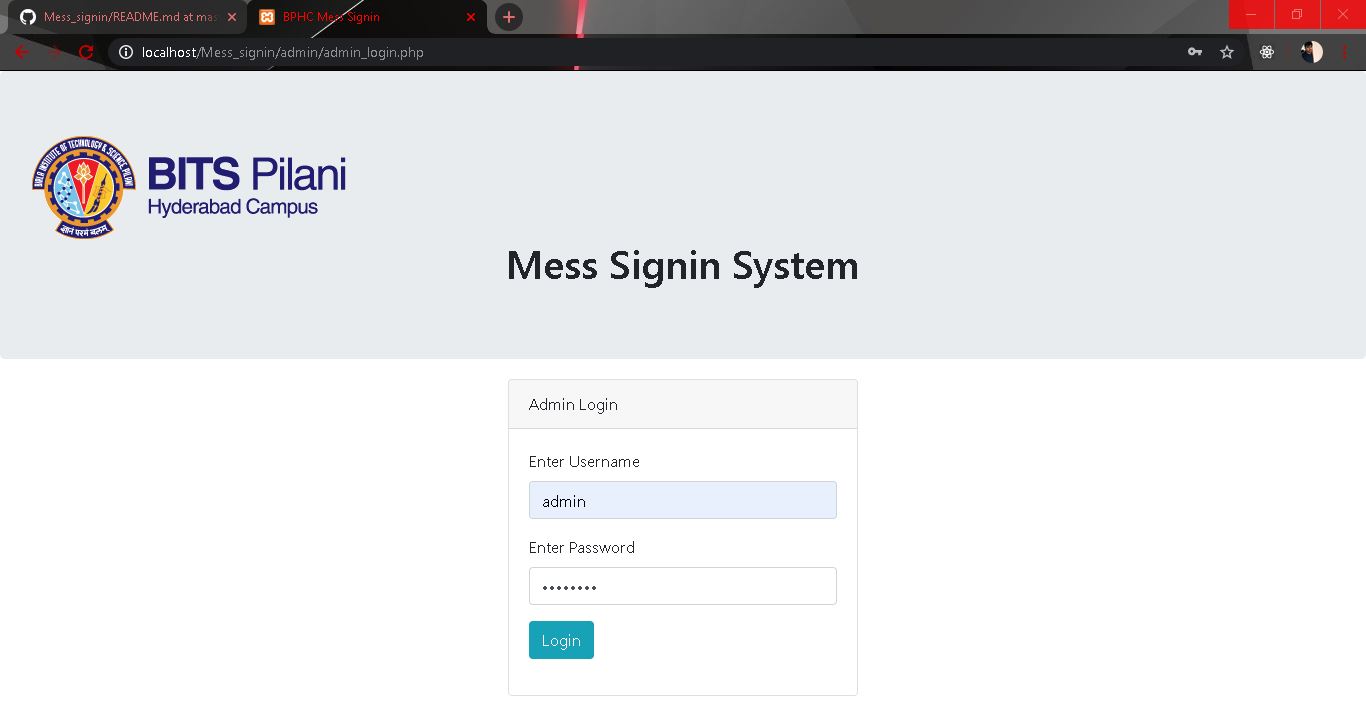 Mess_signin/README.md at mas
BPHC Mess Signin
localhost/Mess_signin/admin/admin_login.php
BIRLA INSTITUTE OF TECHNOLOGY & SCIENCE PILANI
ज्ञानं परमं बलम्
BITS Pilani
Hyderabad Campus
Mess Signin System
Admin Login
Enter Username
admin
Enter Password
••••••••
Login